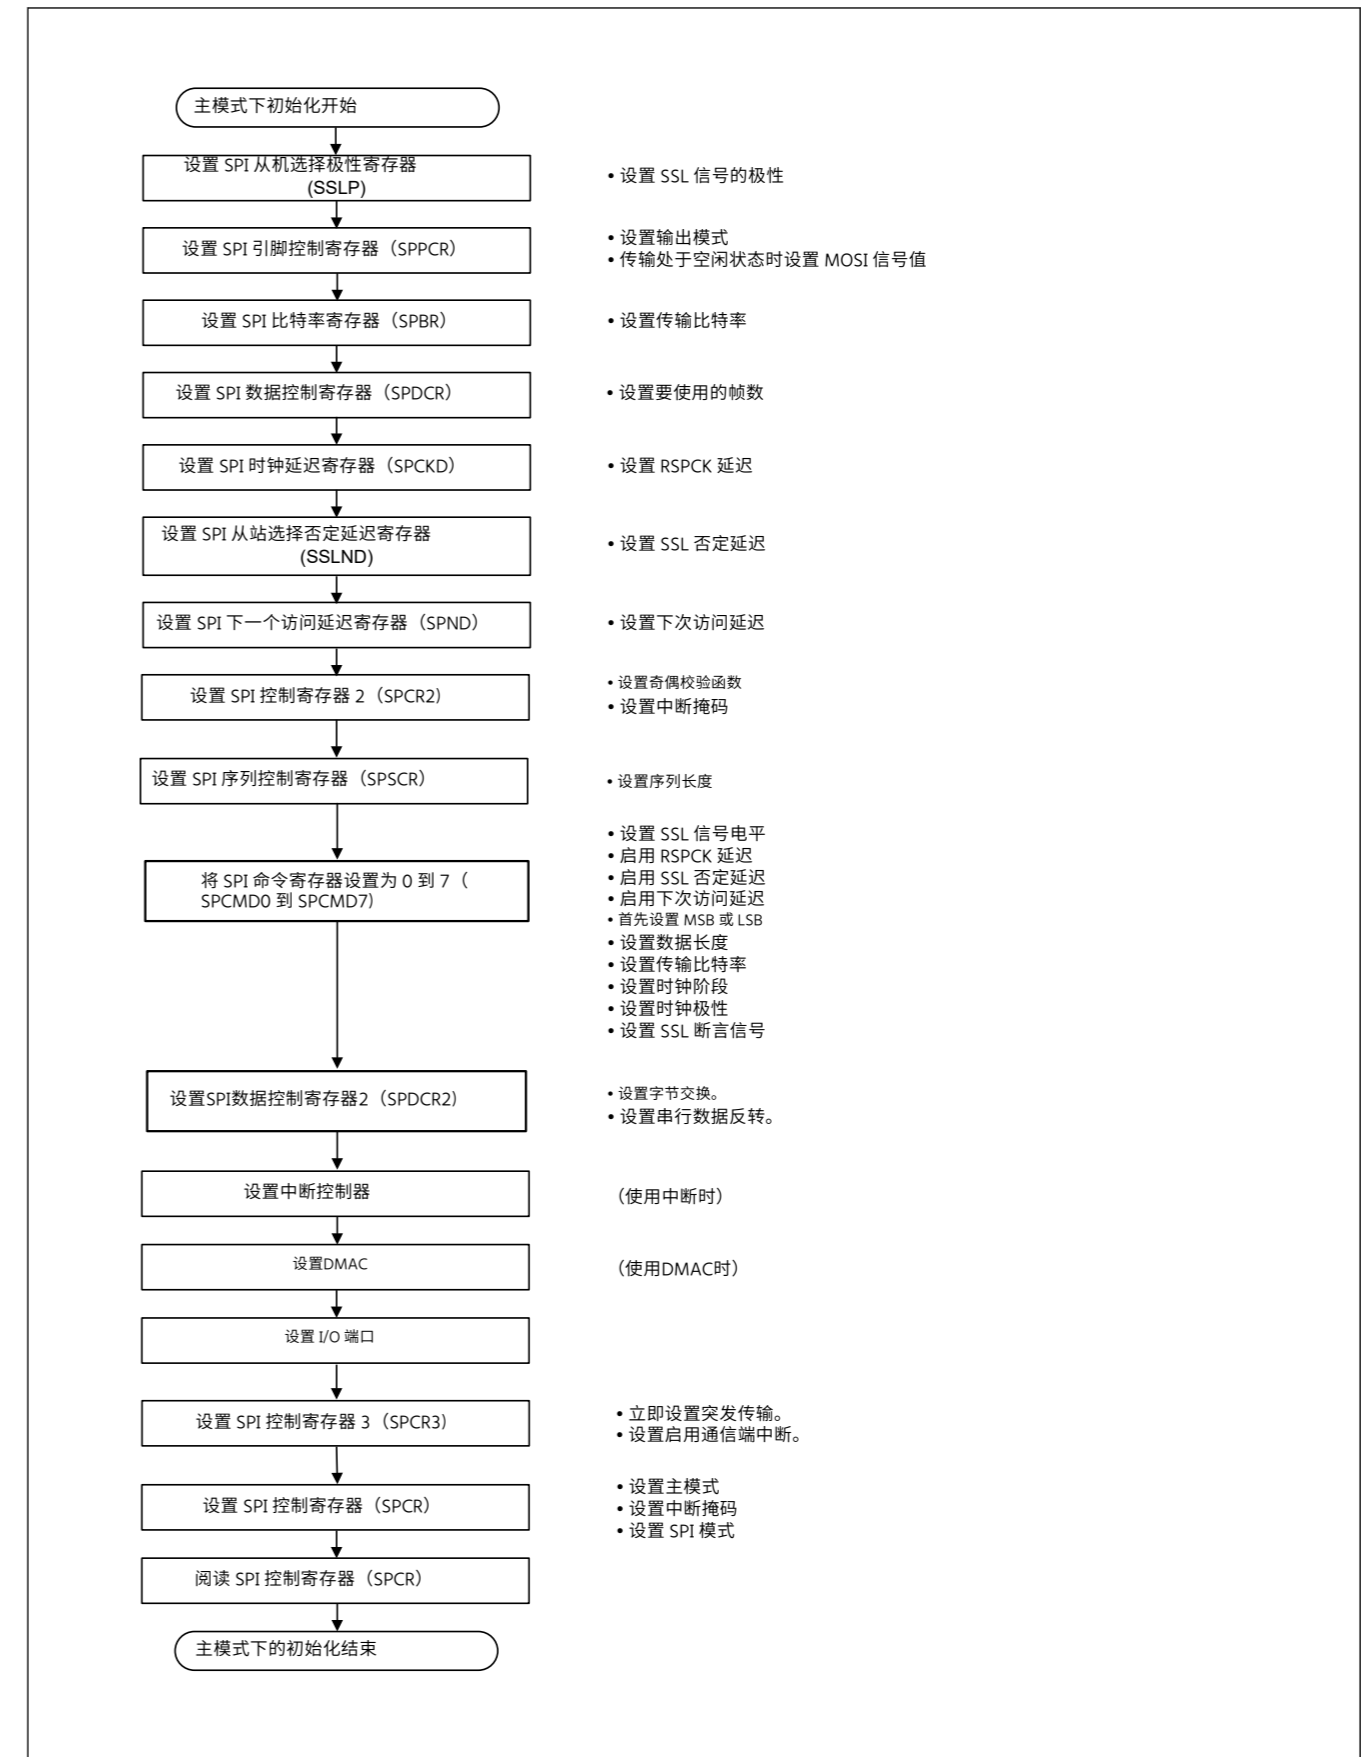 主模式下初始化开始
设置 SPI 从机选择极性寄存器
(SSLP)
• 设置 SSL 信号的极性
设置 SPI 引脚控制寄存器（SPPCR）
• 设置输出模式
• 传输处于空闲状态时设置 MOSI 信号值
设置 SPI 比特率寄存器（SPBR）
• 设置传输比特率
设置 SPI 数据控制寄存器（SPDCR）
• 设置要使用的帧数
设置 SPI 时钟延迟寄存器（SPCKD）
• 设置 RSPCK 延迟
设置 SPI 从站选择否定延迟寄存器
(SSLND)
• 设置 SSL 否定延迟
设置 SPI 下一个访问延迟寄存器（SPND）
• 设置下次访问延迟
设置 SPI 控制寄存器 2（SPCR2）
• 设置奇偶校验函数
• 设置中断掩码
设置 SPI 序列控制寄存器（SPSCR）
• 设置序列长度
将 SPI 命令寄存器设置为 0 到 7（
SPCMD0 到 SPCMD7）
• 设置 SSL 信号电平
• 启用 RSPCK 延迟
• 启用 SSL 否定延迟
• 启用下次访问延迟
• 首先设置 MSB 或 LSB
• 设置数据长度
• 设置传输比特率
• 设置时钟阶段
• 设置时钟极性
• 设置 SSL 断言信号
设置SPI数据控制寄存器2（SPDCR2）
• 设置字节交换。
• 设置串行数据反转。
设置中断控制器
（使用中断时）
设置DMAC
（使用DMAC时）
设置 I/O 端口
设置 SPI 控制寄存器 3（SPCR3）
• 立即设置突发传输。
• 设置启用通信端中断。
设置 SPI 控制寄存器（SPCR）
• 设置主模式
• 设置中断掩码
• 设置 SPI 模式
阅读 SPI 控制寄存器（SPCR）
主模式下的初始化结束